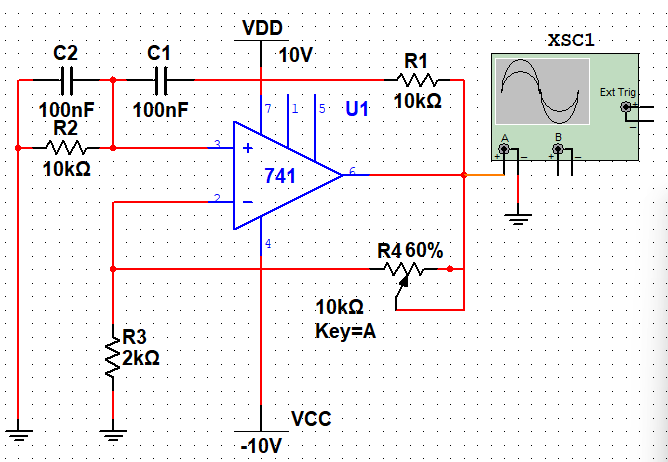 VDD
10V
XSC1
C2
C1
R1
100nF
100nF
10kΩ
R2
10kΩ
U1
7
1
5
3
741
6
2
4
Ext Trig
+
−
A
B
+
−
+
−
+
−
R4 60%
10kΩ
Key=A
R3
2kΩ
VCC
-10V